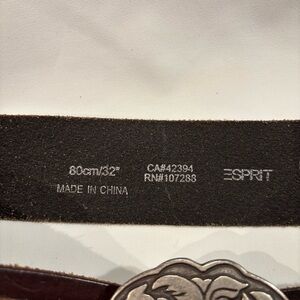 80cm/32"
MADE IN CHINA
CA#42394
RN#107288
ESPRIT